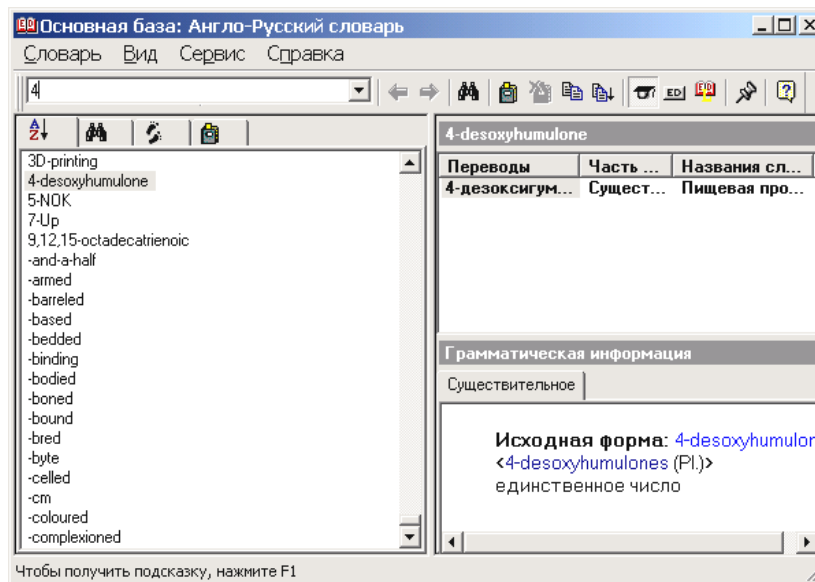 Основная база: Англо-Русский словарь
Словарь Вид Сервис Справка
4
3D-printing
4-desoxyhumulone
5-NOK
7-Up
9,12,15-octadecatrienoic
-and-a-half
-armed
-barreled
-based
-bedded
-binding
-bodied
-boned
-bound
-bred
-byte
-celled
-cm
-coloured
-complexioned
4-desoxyhumulone
Переводы Часть ... Названия сл...
4-дезоксигум... Сущест... Пищевая про...
Грамматическая информация
Существительное
Исходная форма: 4-desoxyhumulon
<4-desoxyhumulones (Pl.)>
единственное число
Чтобы получить подсказку, нажмите F1